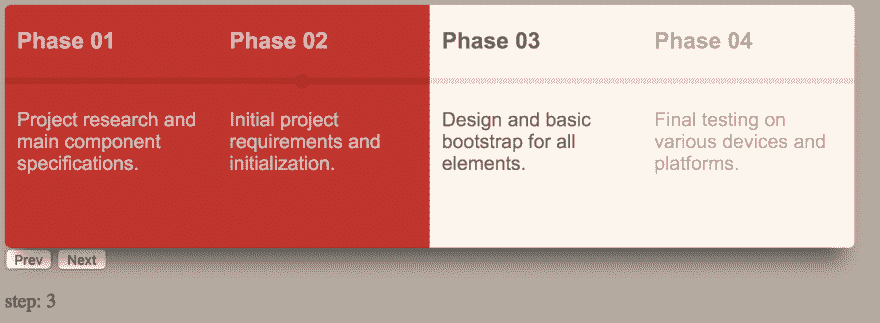 Phase 01
Project research and
main component
specifications.
Phase 02
Initial project
requirements and
initialization.
Phase 03
Design and basic
bootstrap for all
elements.
Phase 04
Final testing on
various devices and
platforms.
Prev Next
step: 3